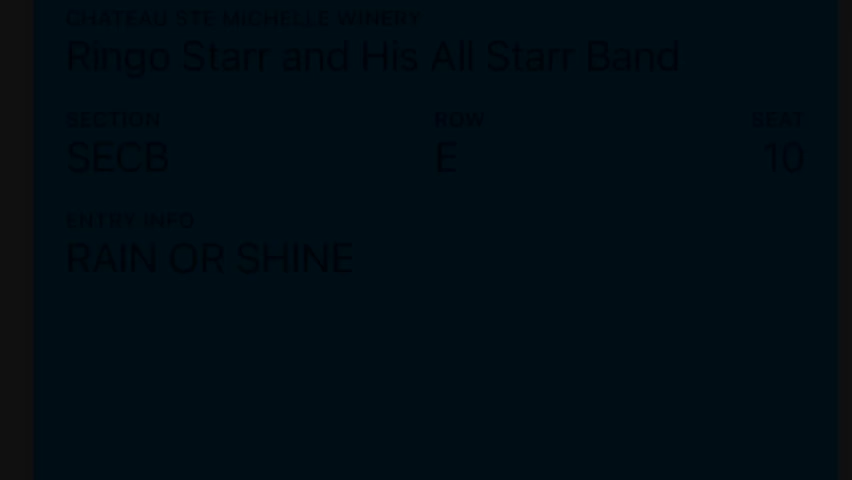 CHATEAU STE MICHELLE WINERY
Ringo Starr and His All Starr Band
SECTION ROW SEAT
SECB E 10
ENTRY INFO
RAIN OR SHINE